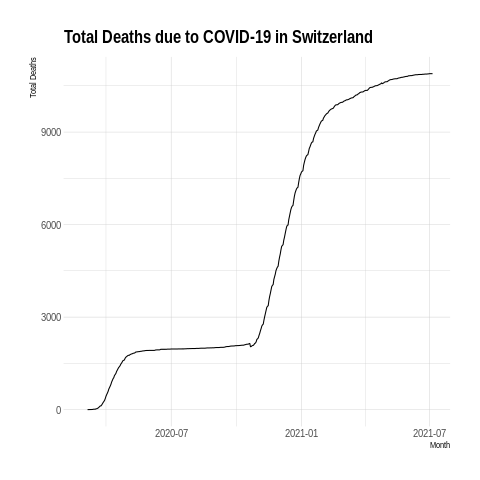 Total Deaths due to COVID-19 in Switzerland
Total Deaths
9000
6000
3000
0
2020-07
2021-01
2021-07
Month